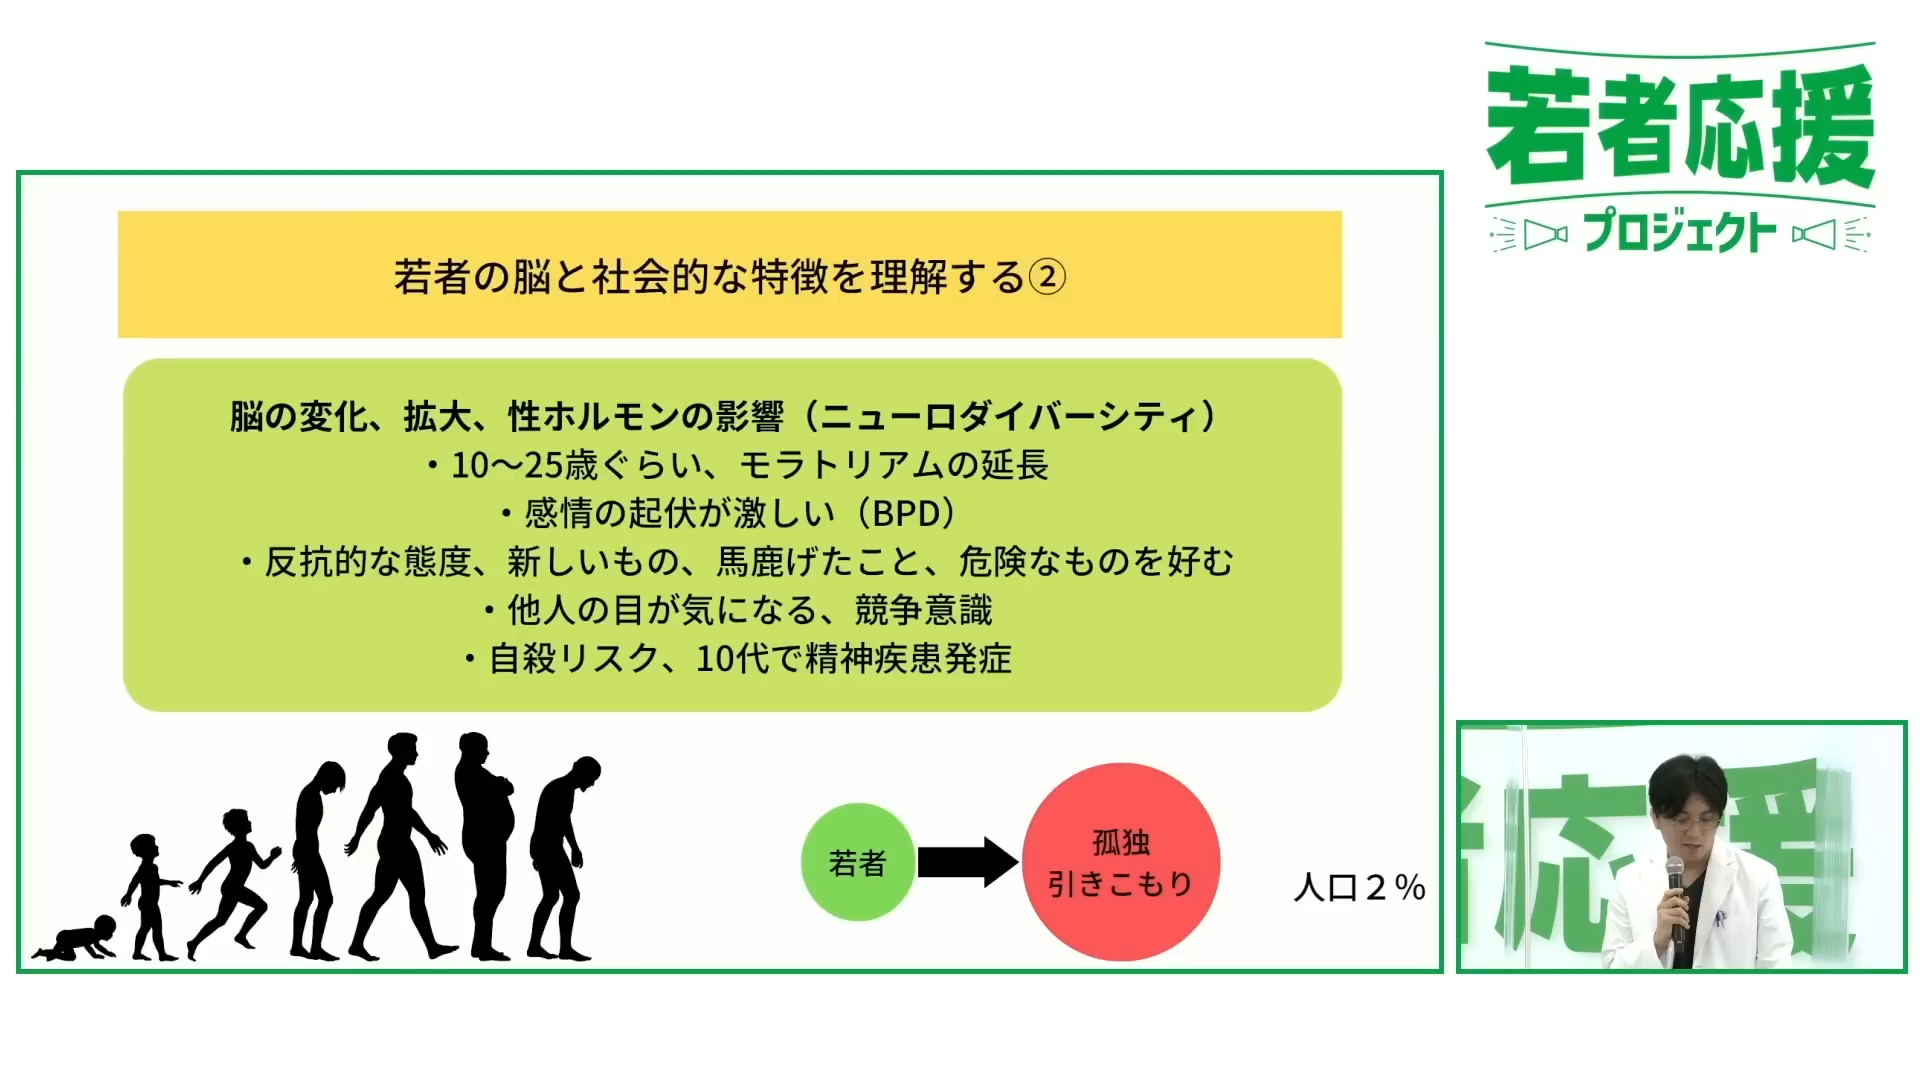 若者応援
プロジェクト
若者の脳と社会的な特徴を理解する②
脳の変化、拡大、性ホルモンの影響（ニューロダイバーシティ）
・10〜25歳ぐらい、モラトリアムの延長
・感情の起伏が激しい（BPD）
・反抗的な態度、新しいもの、馬鹿げたこと、危険なものを好む
・他人の目が気になる、競争意識
・自殺リスク、10代で精神疾患発症
若者
孤独
引きこもり
人口２％
応援